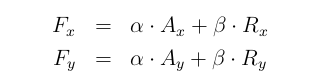 F_x = α · A_x + β · R_x
F_y = α · A_y + β · R_y